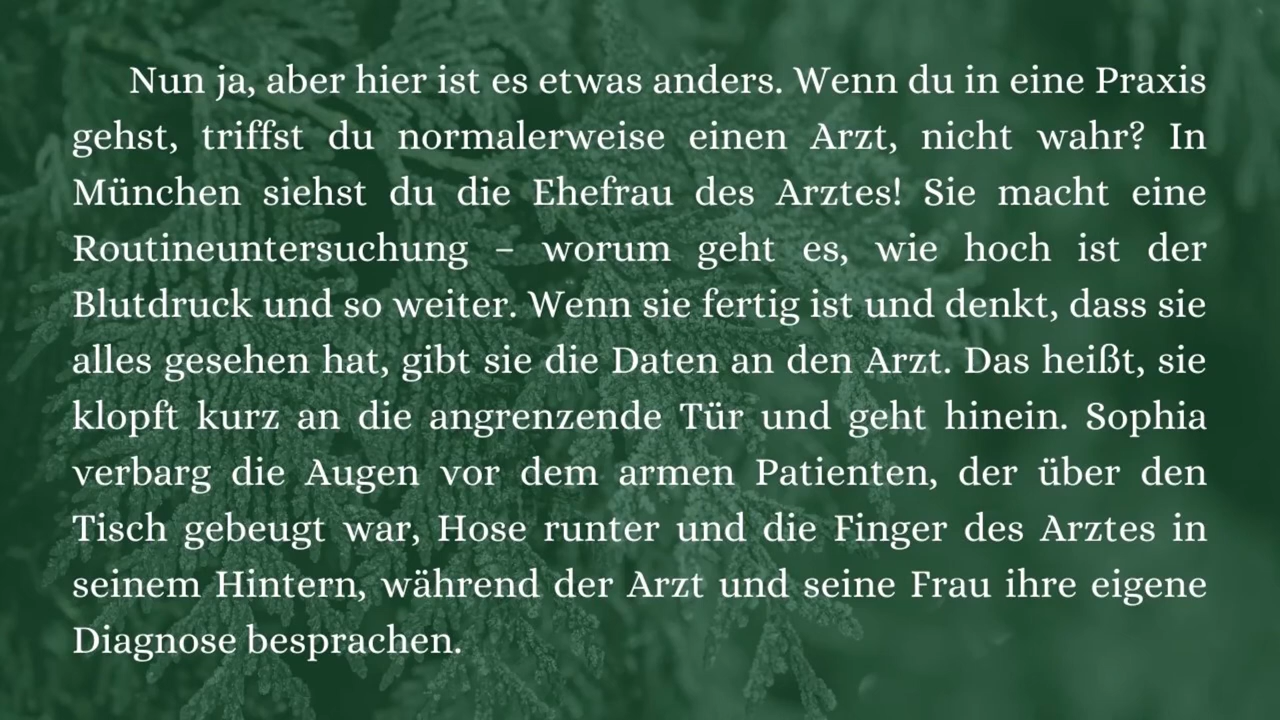 Nun ja, aber hier ist es etwas anders. Wenn du in eine Praxis
gehst, triffst du normalerweise einen Arzt, nicht wahr? In
München siehst du die Ehefrau des Arztes! Sie macht eine
Routineuntersuchung – worum geht es, wie hoch ist der
Blutdruck und so weiter. Wenn sie fertig ist und denkt, dass sie
alles gesehen hat, gibt sie die Daten an den Arzt. Das heißt, sie
klopft kurz an die angrenzende Tür und geht hinein. Sophia
verbarg die Augen vor dem armen Patienten, der über den
Tisch gebeugt war, Hose runter und die Finger des Arztes in
seinem Hintern, während der Arzt und seine Frau ihre eigene
Diagnose besprachen.